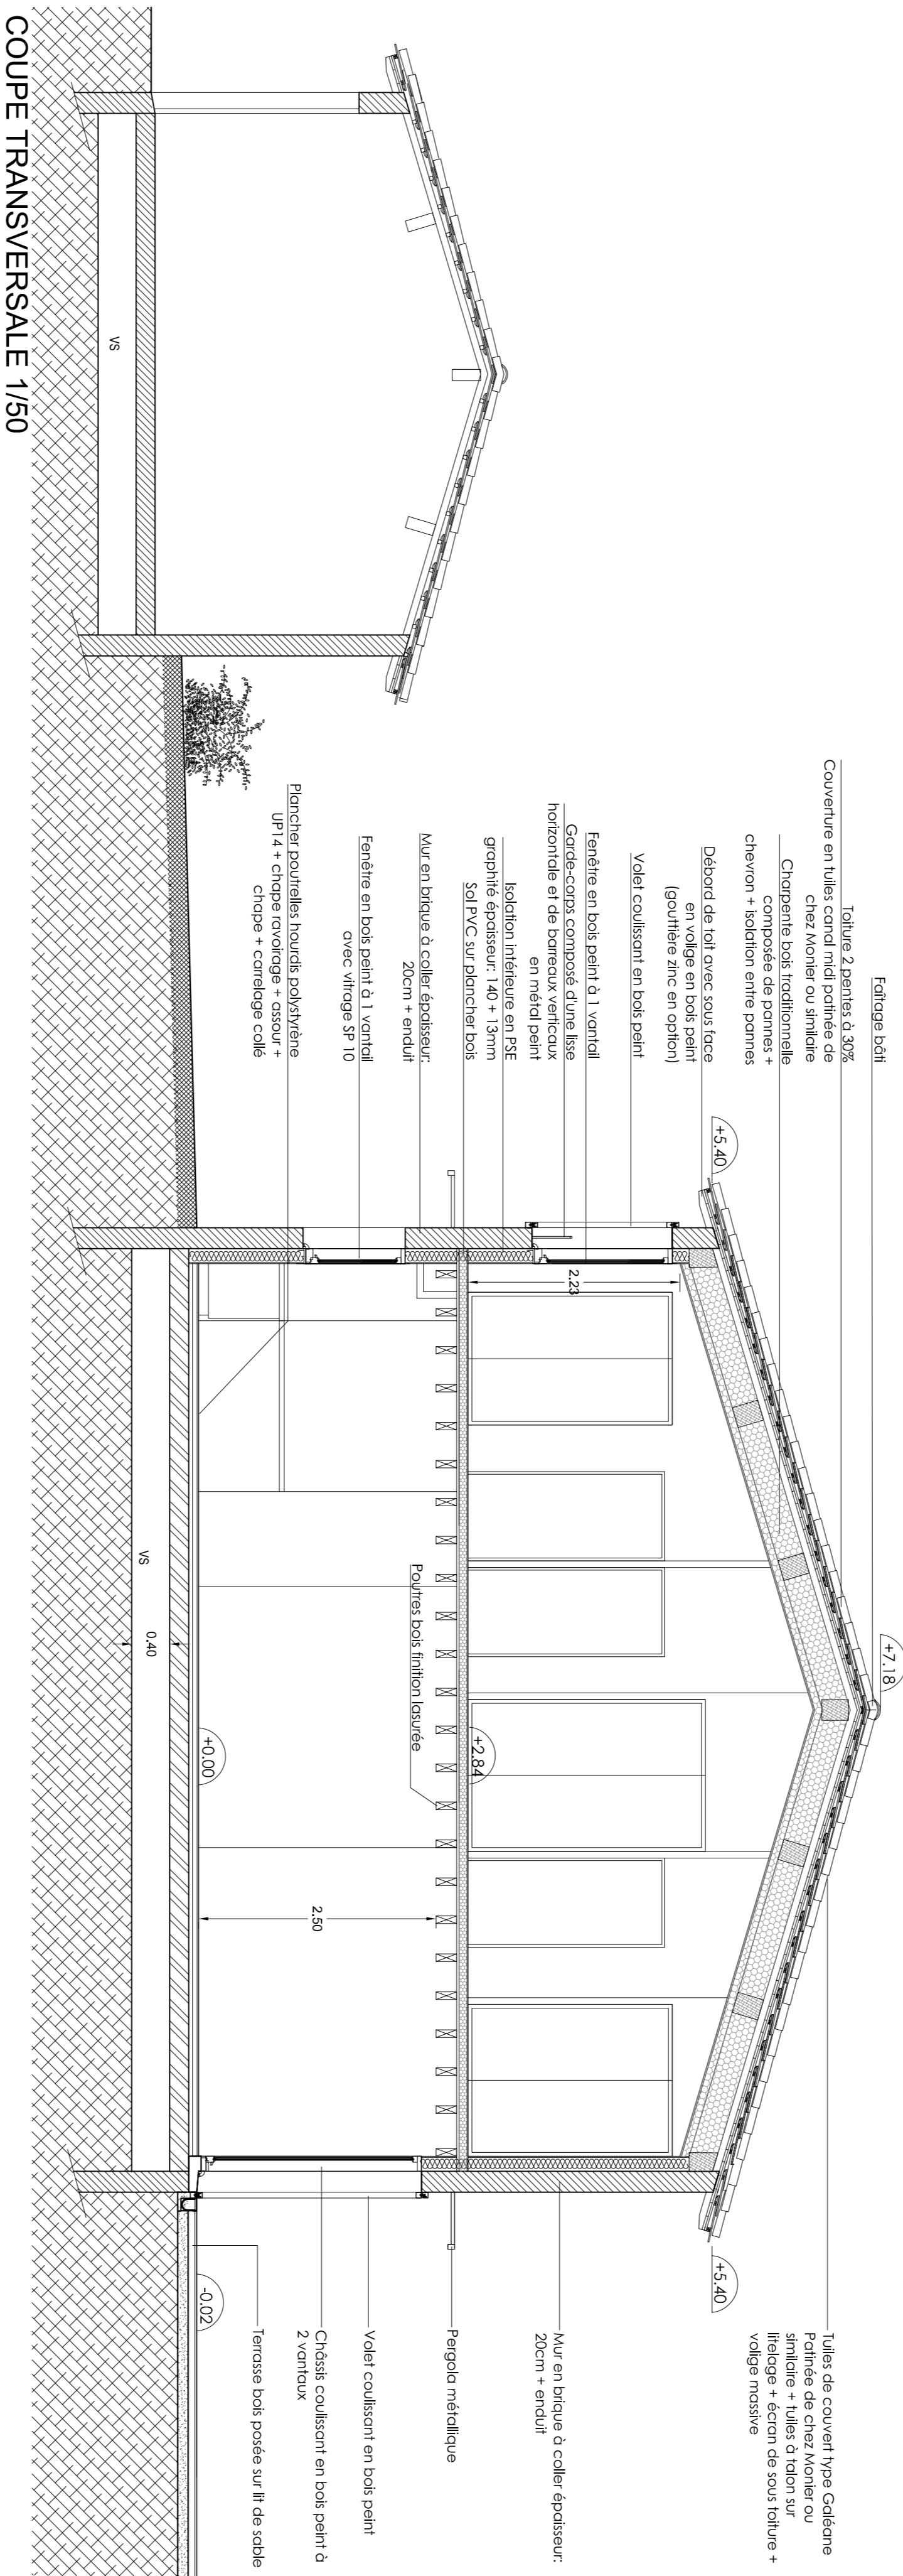 Faîtage bâti
Toiture 2 pentes à 30%
Couverture en tuiles canal midi patinée de
chez Monier ou similaire
Charpente bois traditionnelle
composée de pannes +
chevron + isolation entre pannes
Débord de toit avec sous face
en volige en bois peint
(gouttière zinc en option)
Volet coulissant en bois peint
Fenêtre en bois peint à 1 vantail
Garde-corps composé d'une lisse
horizontale et de barreaux verticaux
en métal peint
Isolation intérieure en PSE
graphité épaisseur: 140 + 13mm
Sol PVC sur plancher bois
Mur en brique à coller épaisseur:
20cm + enduit
Fenêtre en bois peint à 1 vantail
avec vitrage SP 10
Plancher poutrelles hourdis polystyrène
UP14 + chape ravoirage + assour +
chape + carrelage collé
+5.40
+7.18
+5.40
2.23
+2.84
Poutres bois finition lasurée
2.50
+0.00
-0.02
VS
VS
0.40
Tuiles de couvert type Galéane
Patinée de chez Monier ou
similaire + tuiles à talon sur
litelage + écran de sous toiture +
volige massive
Mur en brique à coller épaisseur:
20cm + enduit
Pergola métallique
Volet coulissant en bois peint
Châssis coulissant en bois peint à
2 vantaux
Terrasse bois posée sur lit de sable
COUPE TRANSVERSALE 1/50